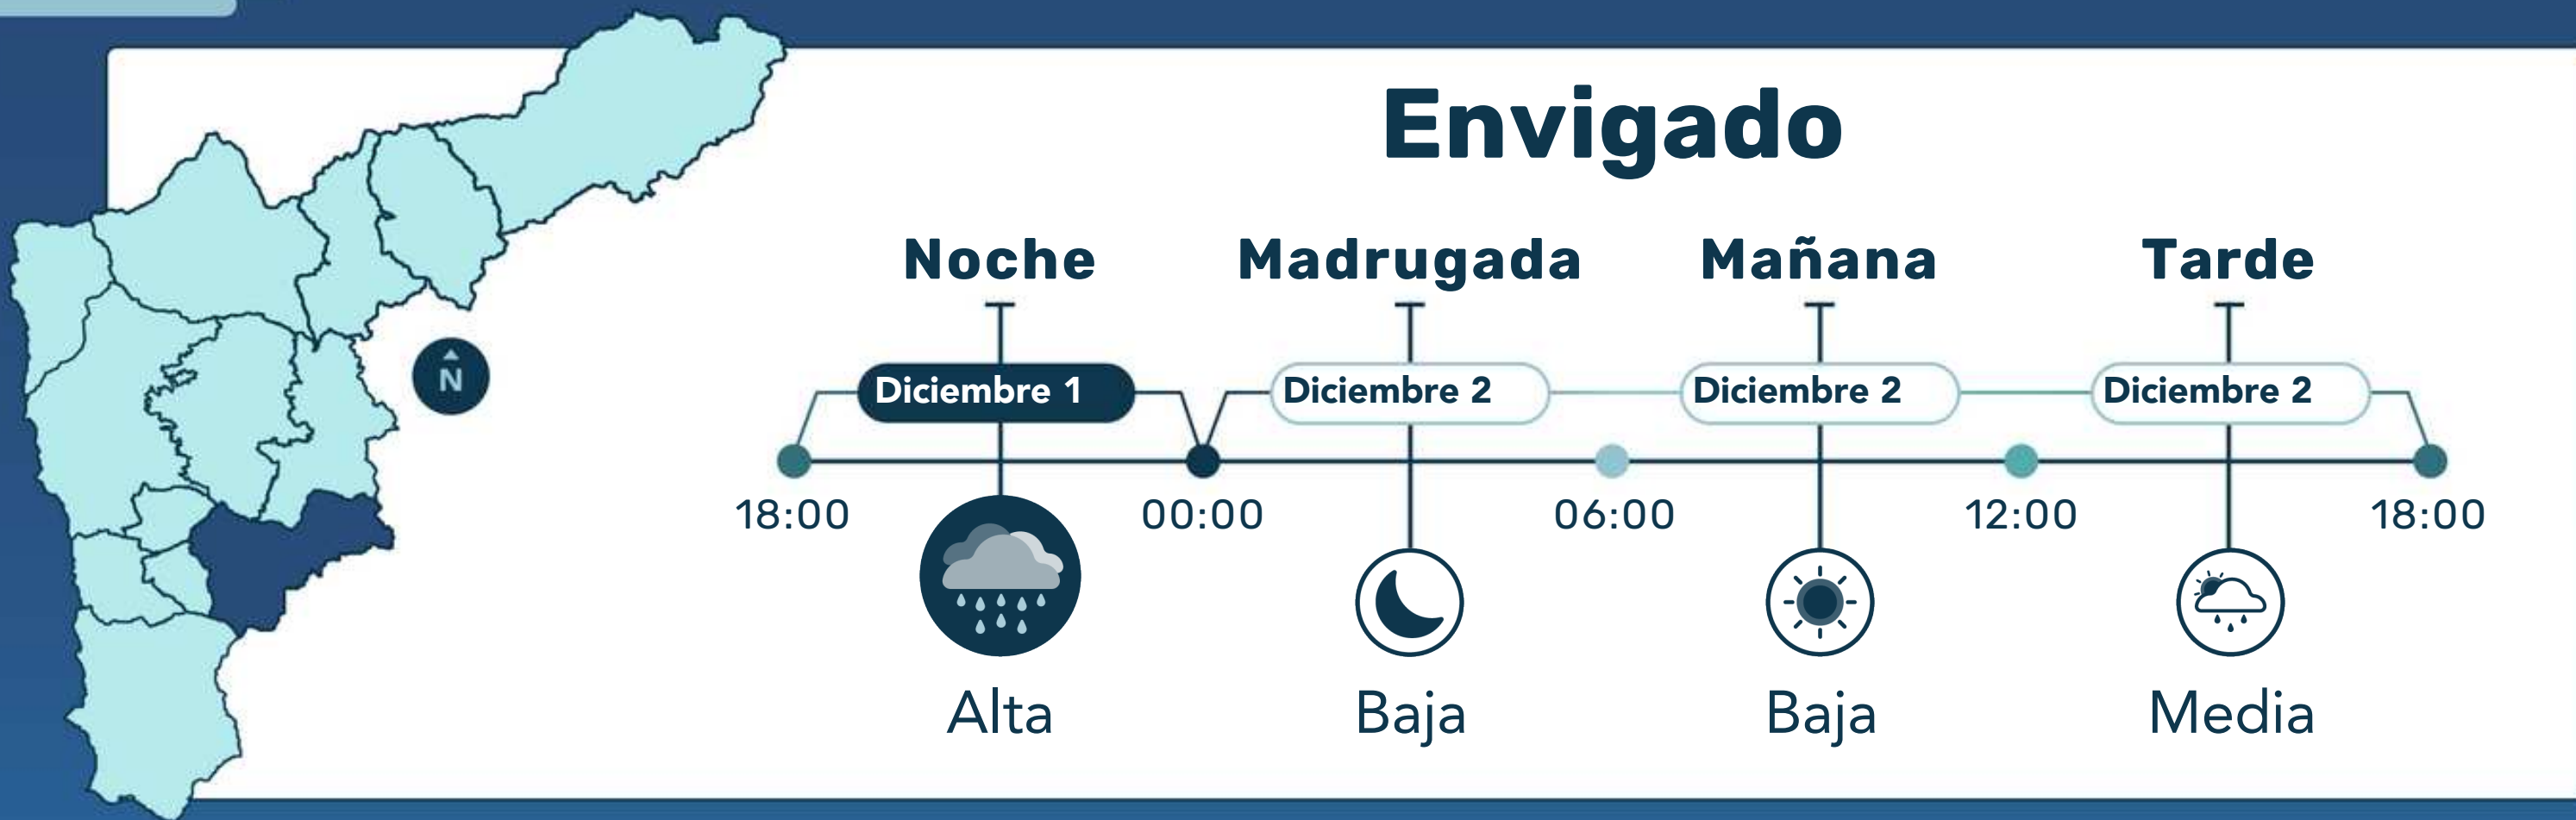 Envigado
Noche Madrugada Mañana Tarde
N
Diciembre 1 Diciembre 2 Diciembre 2 Diciembre 2
18:00 00:00 06:00 12:00 18:00
Alta Baja Baja Media